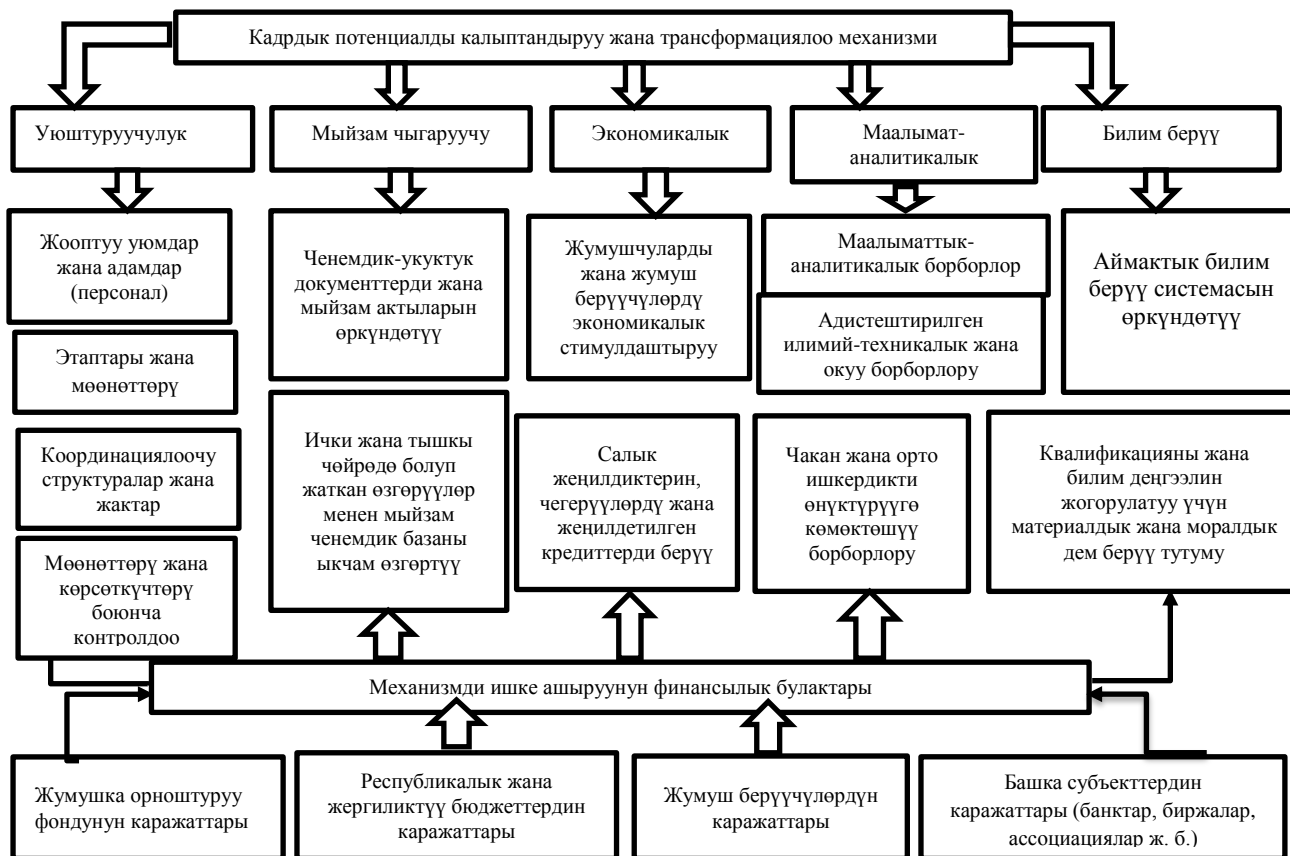 Кадрдык потенциалды калыптандыруу жана трансформациялоо механизми
Уюштуруучулук
Мыйзам чыгаруучу
Экономикалык
Маалымат-
аналитикалык
Билим берүү
Жооптуу уюмдар
жана адамдар
(персонал)
Ченемдик-укуктук
документтерди жана
мыйзам актыларын
өркүндөтүү
Жумушчуларды
жана жумуш
берүүчүлөрдү
экономикалык
стимулдаштыруу
Маалыматтык-
аналитикалык борборлор
Адистештирилген
илимий-техникалык жана
окуу борборлору
Аймактык билим
берүү системасын
өркүндөтүү
Этаптары жана
мөөнөттөрү
Координациялоочу
структуралар жана
жактар
Мөөнөттөрү жана
көрсөткүчтөрү
боюнча
контролдоо
Ички жана тышкы
чөйрөдө болуп
жаткан өзгөрүүлөр
менен мыйзам
ченемдик базаны
ыкчам өзгөртүү
Салык
жеңилдиктерин,
чегерүүлөрдү жана
жеңилдетилген
кредиттерди берүү
Чакан жана орто
ишкердикти
өнүктүрүүгө
көмөктөшүү
борборлору
Квалификацияны жана
билим деңгээлин
жогорулатуу үчүн
материалдык жана моралдык
дем берүү тутуму
Механизмди ишке ашыруунун финансылык булактары
Жумушка орноштуруу
фондунун каражаттары
Республикалык жана
жергиликтүү бюджеттердин
каражаттары
Жумуш берүүчүлөрдүн
каражаттары
Башка субъекттердин
каражаттары (банктар, биржалар,
ассоциациялар ж. б.)